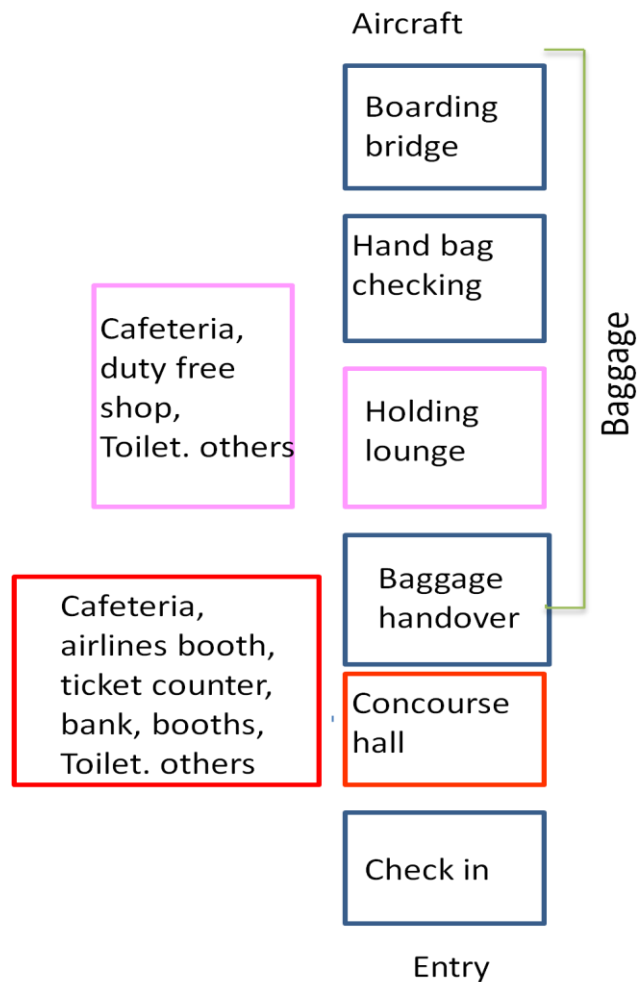 Aircraft
Boarding
bridge
Hand bag
checking
Cafeteria,
duty free
shop,
Toilet. others
Holding
lounge
Baggage
Baggage
handover
Cafeteria,
airlines booth,
ticket counter,
bank, booths,
Toilet. others
Concourse
hall
Check in
Entry